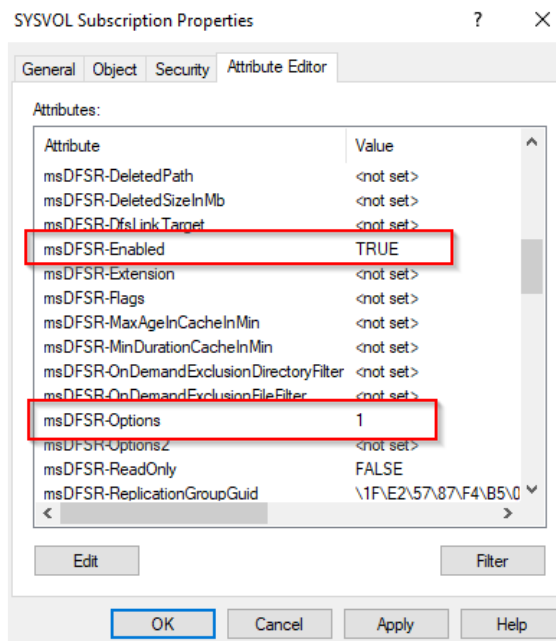 SYSVOL Subscription Properties ? ×
General Object Security Attribute Editor
Attributes:
Attribute Value
msDFSR-DeletedPath <not set>
msDFSR-DeletedSizeInMb <not set>
msDFSR-DfsLinkTarget <not set>
msDFSR-Enabled TRUE
msDFSR-Extension <not set>
msDFSR-Flags <not set>
msDFSR-MaxAgeInCacheInMin <not set>
msDFSR-MinDurationCacheInMin <not set>
msDFSR-OnDemandExclusionDirectoryFilter <not set>
msDFSR-OnDemandExclusionFileFilter <not set>
msDFSR-Options 1
msDFSR-Options2 <not set>
msDFSR-ReadOnly FALSE
msDFSR-ReplicationGroupGuid \1F\E2\57\87\F4\B5\0
Edit Filter
OK Cancel Apply Help